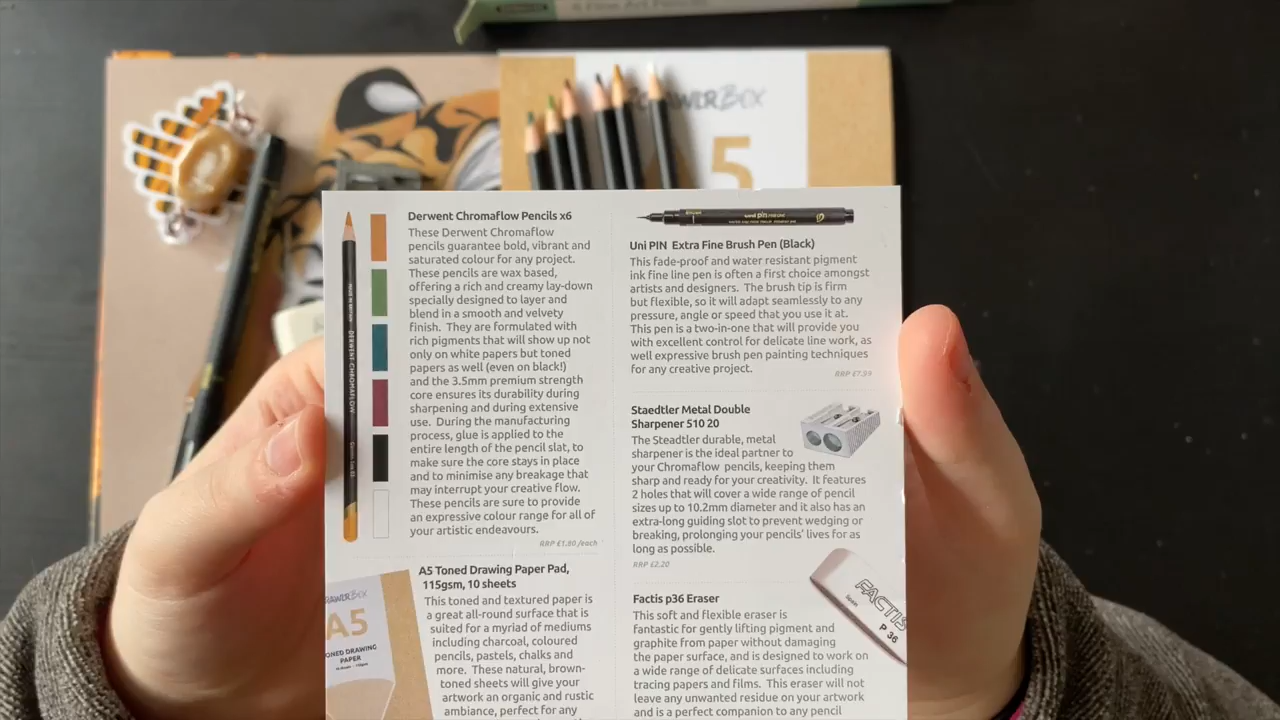 6 Fine Art Pencils
5
Derwent Chromaflow Pencils x6
These Derwent Chromaflow
pencils guarantee bold, vibrant and
saturated colour for any project.
These pencils are wax based,
offering a rich and creamy lay-down
specially designed to layer and
blend in a smooth and velvety
finish. They are formulated with
rich pigments that will show up not
only on white papers but toned
papers as well (even on black!)
and the 3.5mm premium strength
core ensures its durability during
sharpening and during extensive
use. During the manufacturing
process, glue is applied to the
entire length of the pencil slat, to
make sure the core stays in place
and to minimise any breakage that
may interrupt your creative flow.
These pencils are sure to provide
an expressive colour range for all of
your artistic endeavours.
RRP £1.80 /each
DERWENT CHROMAFLOW
A5 Toned Drawing Paper Pad,
115gsm, 10 sheets
This toned and textured paper is
a great all-round surface that is
suited for a myriad of mediums
including charcoal, coloured
pencils, pastels, chalks and
more. These natural, brown-
toned sheets will give your
artwork an organic and rustic
ambiance, perfect for any
A5
TONED DRAWING
PAPER
uni pin
Uni PIN Extra Fine Brush Pen (Black)
This fade-proof and water resistant pigment
ink fine line pen is often a first choice amongst
artists and designers. The brush tip is firm
but flexible, so it will adapt seamlessly to any
pressure, angle or speed that you use it at.
This pen is a two-in-one that will provide you
with excellent control for delicate line work, as
well expressive brush pen painting techniques
for any creative project.
RRP £7.99
Staedtler Metal Double
Sharpener 510 20
The Steadtler durable, metal
sharpener is the ideal partner to
your Chromaflow pencils, keeping them
sharp and ready for your creativity. It features
2 holes that will cover a wide range of pencil
sizes up to 10.2mm diameter and it also has an
extra-long guiding slot to prevent wedging or
breaking, prolonging your pencils' lives for as
long as possible.
RRP £2.20
Factis p36 Eraser
This soft and flexible eraser is
fantastic for gently lifting pigment and
graphite from paper without damaging
the paper surface, and is designed to work on
a wide range of delicate surfaces including
tracing papers and films. This eraser will not
leave any unwanted residue on your artwork
and is a perfect companion to any pencil
FACTIS
P 36